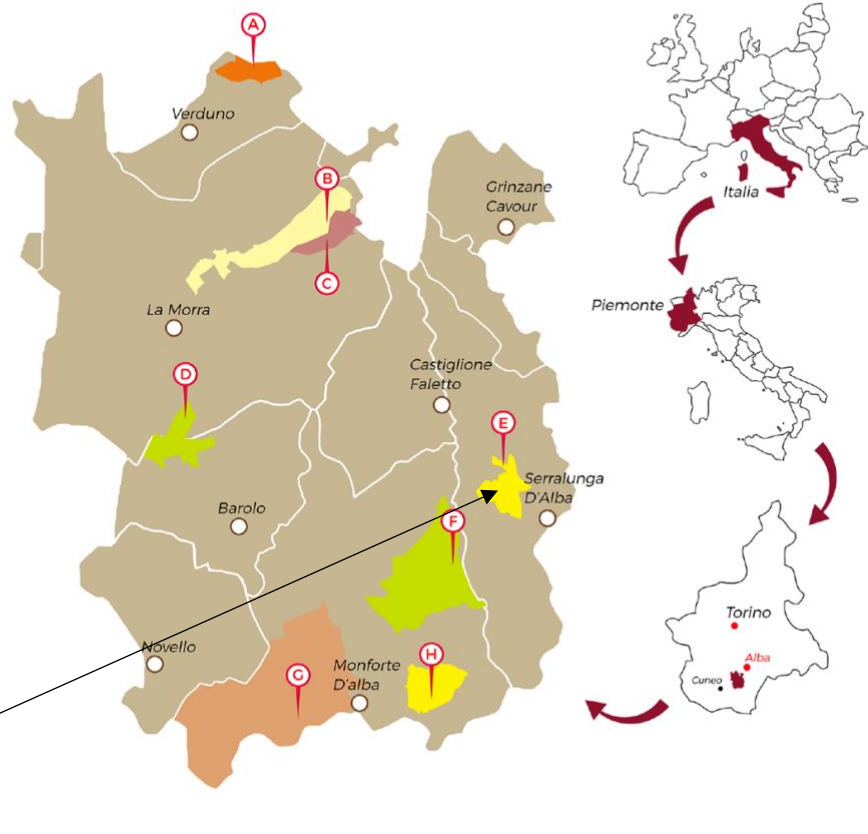 A
Verduno
B
Grinzane
Cavour
C
La Morra
D
Castiglione
Faletto
E
Serralunga
D'Alba
Barolo
F
Novello
G
Monforte
D'alba
H
Italia
Piemonte
Torino
Alba
Cuneo